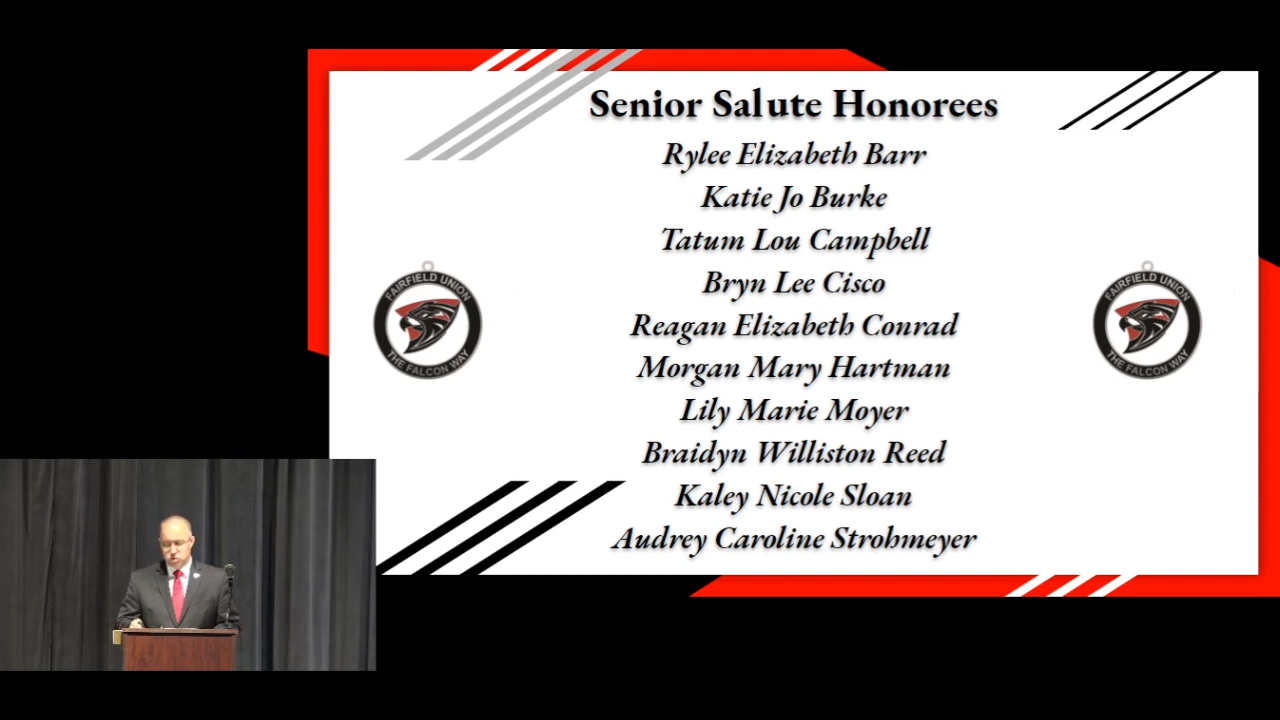 Senior Salute Honorees
Rylee Elizabeth Barr
Katie Jo Burke
Tatum Lou Campbell
Bryn Lee Cisco
Reagan Elizabeth Conrad
Morgan Mary Hartman
Lily Marie Moyer
Braidyn Williston Reed
Kaley Nicole Sloan
Audrey Caroline Strohmeyer
FAIRFIELD UNION
THE FALCON WAY
FAIRFIELD UNION
THE FALCON WAY